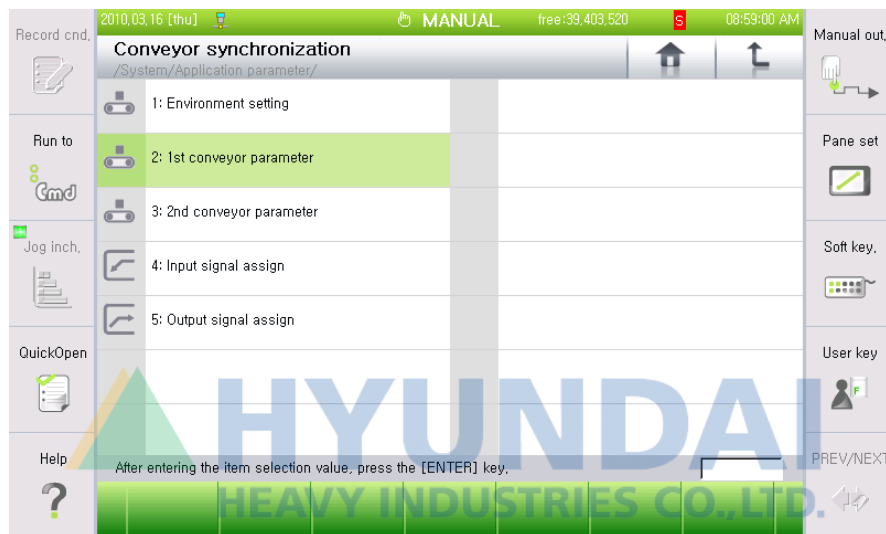 2010,03,16 [thu] MANUAL free:39,403,520 S 08:59:00 AM
Record cnd,
Manual out,
Conveyor synchronization
/System/Application parameter/
1: Environment setting
Run to
Cmd
2: 1st conveyor parameter
Pane set
3: 2nd conveyor parameter
Jog inch,
4: Input signal assign
Soft key,
5: Output signal assign
QuickOpen
User key
F
HYUNDAI
Help
After entering the item selection value, press the [ENTER] key,
PREV/NEXT
?
HEAVY INDUSTRIES CO.,LTD.